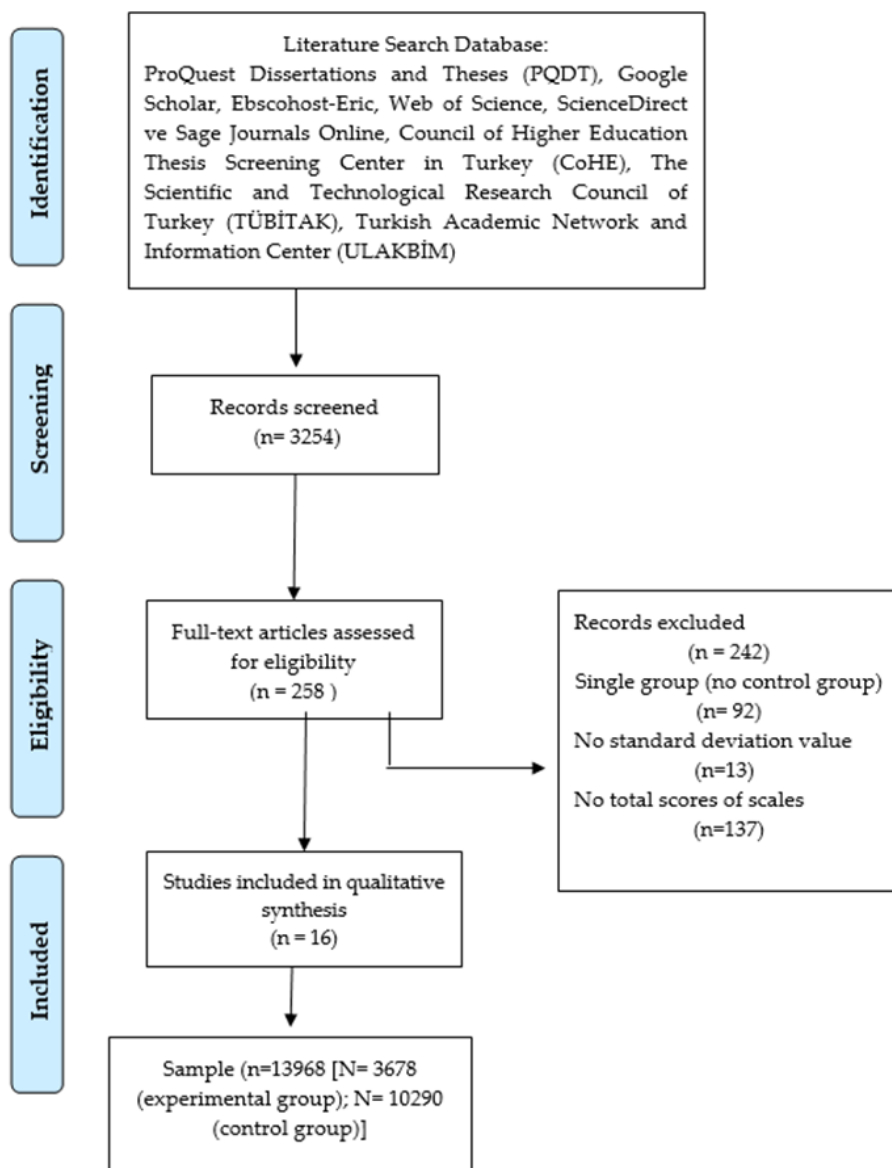 Identification
Literature Search Database:
ProQuest Dissertations and Theses (PQDT), Google
Scholar, Ebscohost-Eric, Web of Science, ScienceDirect
ve Sage Journals Online, Council of Higher Education
Thesis Screening Center in Turkey (CoHE), The
Scientific and Technological Research Council of
Turkey (TÜBİTAK), Turkish Academic Network and
Information Center (ULAKBİM)
Screening
Records screened
(n= 3254)
Eligibility
Full-text articles assessed
for eligibility
(n = 258 )
Records excluded
(n = 242)
Single group (no control group)
(n= 92)
No standard deviation value
(n=13)
No total scores of scales
(n=137)
Included
Studies included in qualitative
synthesis
(n = 16)
Sample (n=13968 [N= 3678
(experimental group); N= 10290
(control group)]